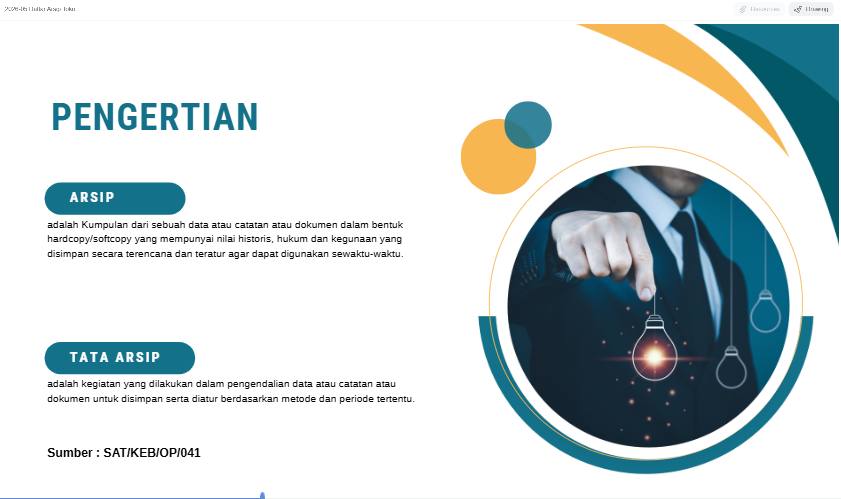 PENGERTIAN
ARSIP
adalah Kumpulan dari sebuah data atau catatan atau dokumen dalam bentuk
hardcopy/softcopy yang mempunyai nilai historis, hukum dan kegunaan yang
disimpan secara terencana dan teratur agar dapat digunakan sewaktu-waktu.
TATA ARSIP
adalah kegiatan yang dilakukan dalam pengendalian data atau catatan atau
dokumen untuk disimpan serta diatur berdasarkan metode dan periode tertentu.
Sumber : SAT/KEB/OP/041
Resources
Drawing